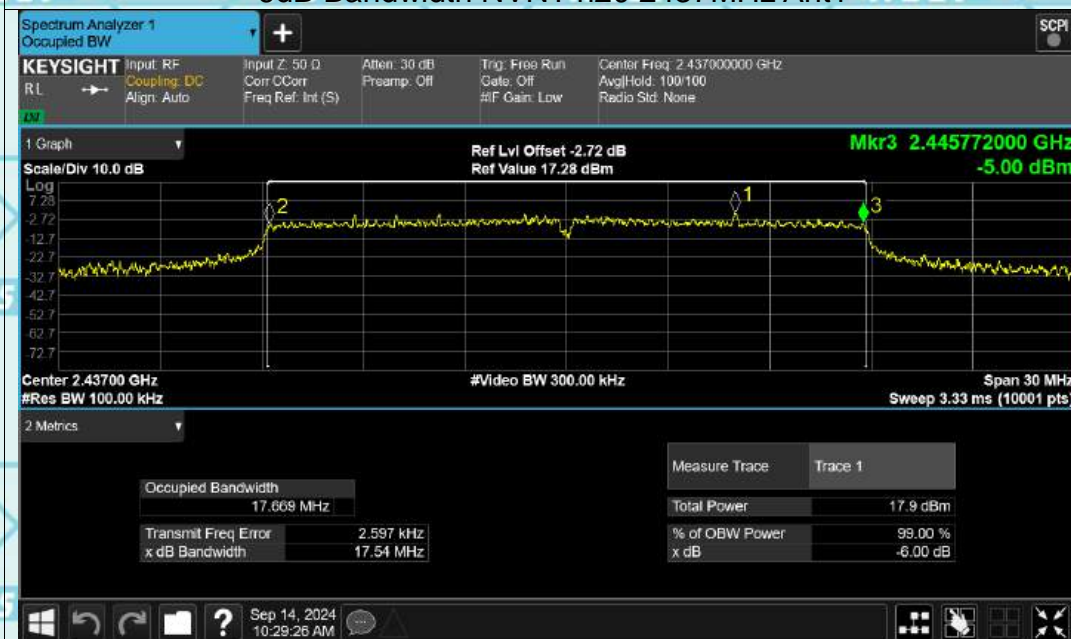 Spectrum Analyzer 1
Occupied BW
+
SCPI
KEYSIGHT
RL
Input: RF
Coupling: DC
Align: Auto
Input Z: 50 Ω
Corr CCorr
Freq Ref: Int (S)
Atten: 30 dB
Preamp: Off
Trig: Free Run
Gate: Off
#IF Gain: Low
Center Freq: 2.437000000 GHz
Avg|Hold: 100/100
Radio Std: None
1 Graph
Scale/Div 10.0 dB
Ref Lvl Offset -2.72 dB
Ref Value 17.28 dBm
Mkr3 2.445772000 GHz
-5.00 dBm
Log
7.28
-2.72
-12.7
-22.7
-32.7
-42.7
-52.7
-62.7
-72.7
2
1
3
Center 2.43700 GHz
#Res BW 100.00 kHz
#Video BW 300.00 kHz
Span 30 MHz
Sweep 3.33 ms (10001 pts)
2 Metrics
Occupied Bandwidth
17.669 MHz
Transmit Freq Error 2.597 kHz
x dB Bandwidth 17.54 MHz
Measure Trace Trace 1
Total Power 17.9 dBm
% of OBW Power 99.00 %
x dB -6.00 dB
?
Sep 14, 2024
10:29:26 AM